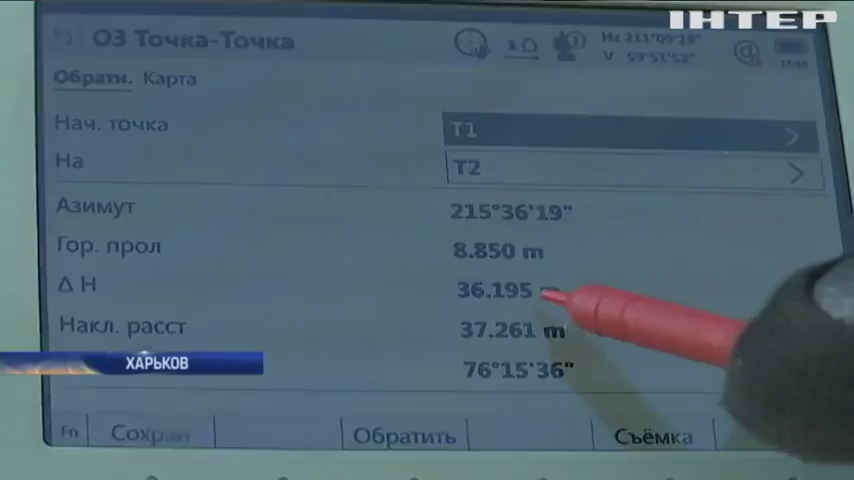 ІНТЕР
ОЗ Точка-Точка
1
Hz 211°09'29"
V 59°51'52"
Обратн. Карта
Нач. точка T1
На T2
Азимут 215°36'19"
Гор. прол 8.850 m
Δ H 36.195
Накл. расст 37.261 m
76°15'36"
ХАРЬКОВ
Fn Сохран Обратить Съёмка